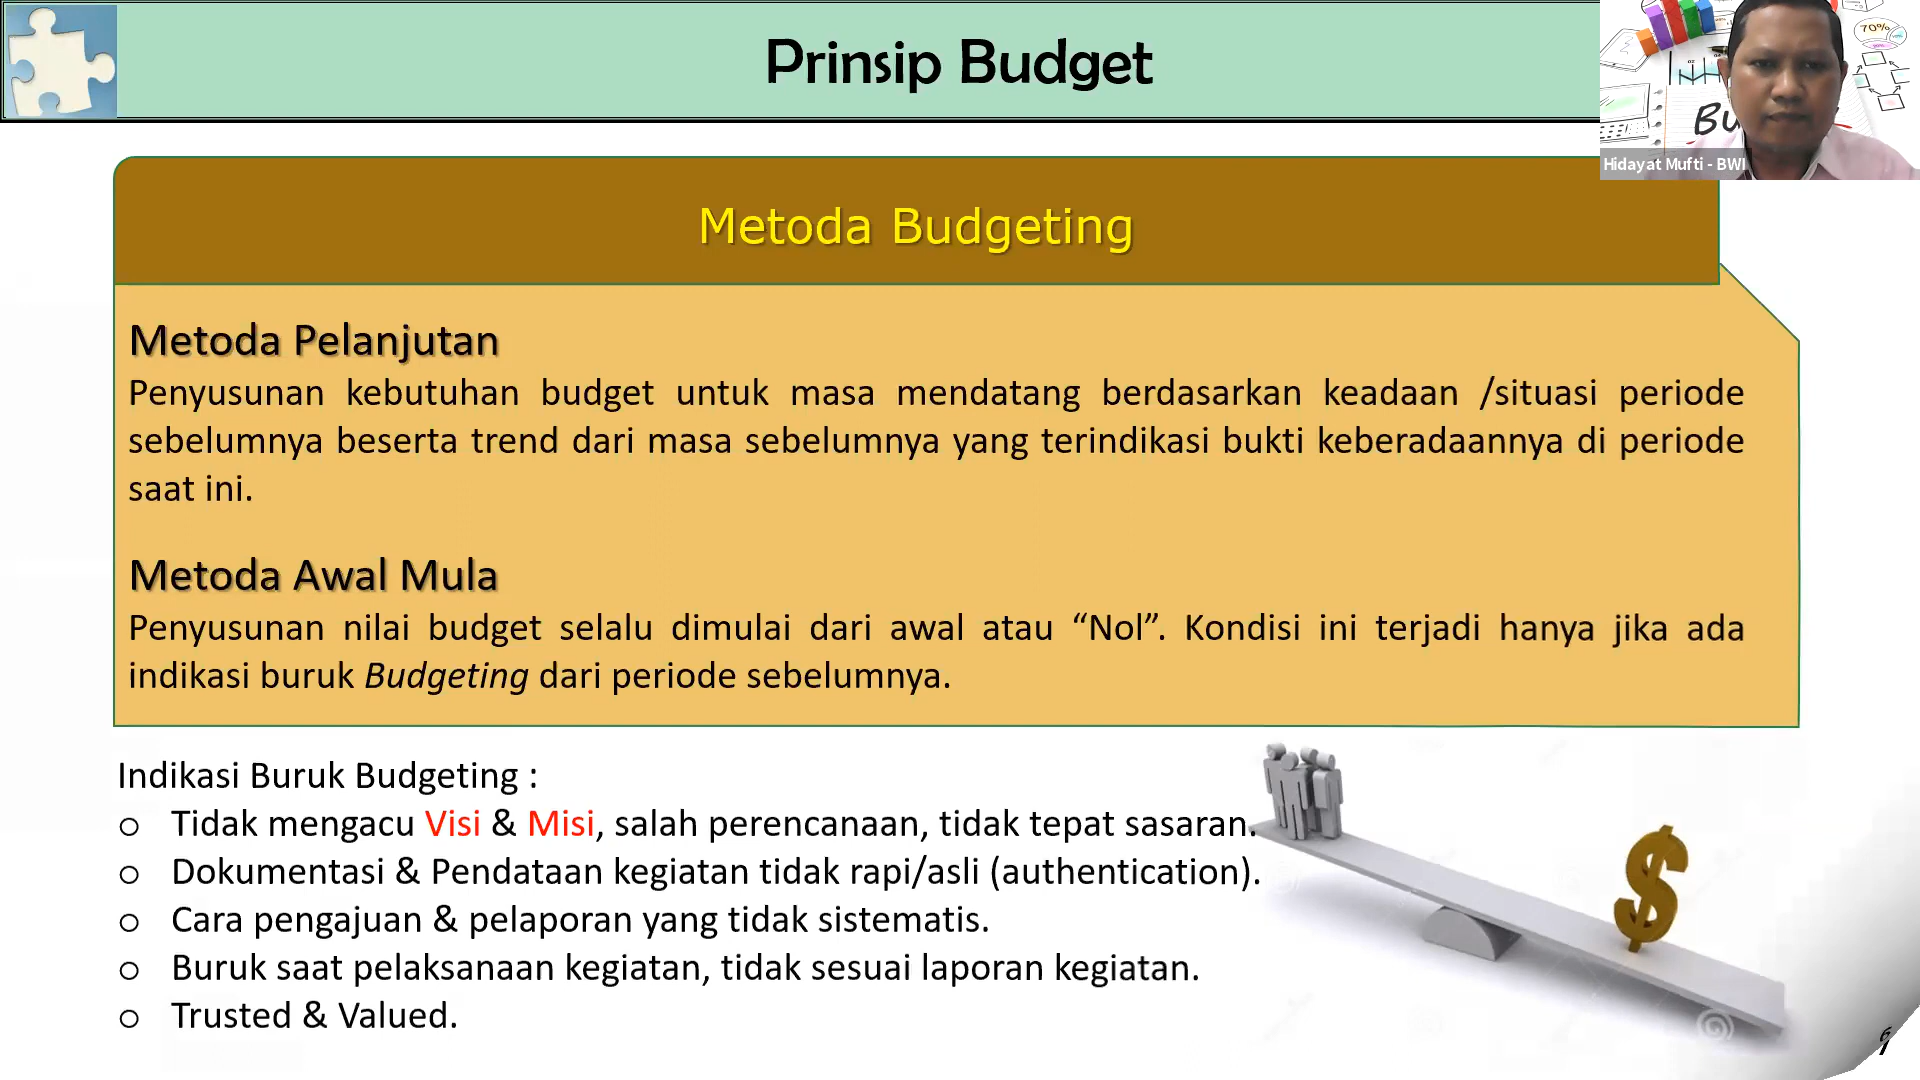 Prinsip Budget
70%
Bu
Hidayat Mufti - BWI
Metoda Budgeting
Metoda Pelanjutan
Penyusunan kebutuhan budget untuk masa mendatang berdasarkan keadaan /situasi periode
sebelumnya beserta trend dari masa sebelumnya yang terindikasi bukti keberadaannya di periode
saat ini.
Metoda Awal Mula
Penyusunan nilai budget selalu dimulai dari awal atau “Nol”. Kondisi ini terjadi hanya jika ada
indikasi buruk Budgeting dari periode sebelumnya.
Indikasi Buruk Budgeting :
o Tidak mengacu Visi & Misi, salah perencanaan, tidak tepat sasaran.
o Dokumentasi & Pendataan kegiatan tidak rapi/asli (authentication).
o Cara pengajuan & pelaporan yang tidak sistematis.
o Buruk saat pelaksanaan kegiatan, tidak sesuai laporan kegiatan.
o Trusted & Valued.
$